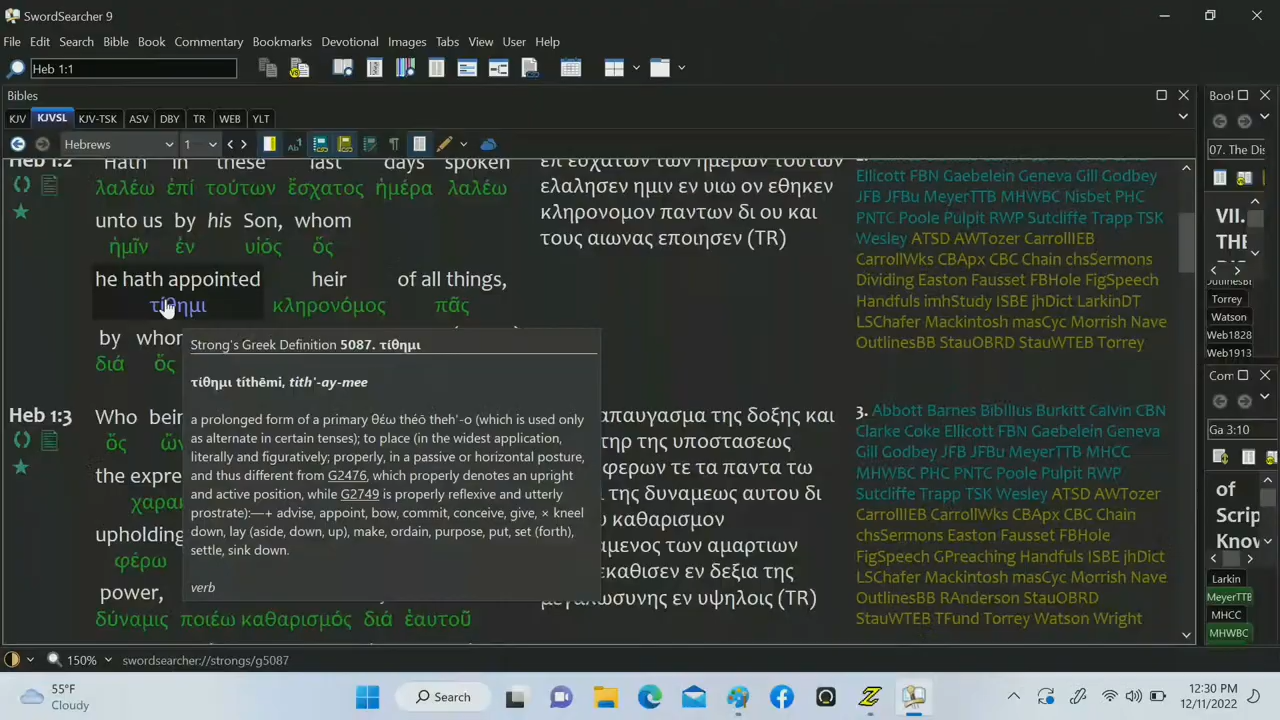 SwordSearcher 9
File Edit Search Bible Book Commentary Bookmarks Devotional Images Tabs View User Help
Heb 1:1
Bibles
KJV KJVSL KJV-TSK ASV DBY TR WEB YLT
Hebrews 1
Heb 1:2 Hath in these last days spoken
λαλέω ἐπί τούτων ἔσχατος ἡμέρα λαλέω
unto us by his Son, whom
ἡμῖν ἐν υἱός ὅς
he hath appointed heir of all things,
τίθημι κληρονόμος πᾶς
by whom
διά ὅς
Strong's Greek Definition 5087. τίθημι
τίθημι títhēmi, tith'-ay-mee
a prolonged form of a primary θέω théō theh'-o (which is used only
as alternate in certain tenses); to place (in the widest application,
literally and figuratively; properly, in a passive or horizontal posture,
and thus different from G2476, which properly denotes an upright
and active position, while G2749 is properly reflexive and utterly
prostrate):—+ advise, appoint, bow, commit, conceive, give, × kneel
down, lay (aside, down, up), make, ordain, purpose, put, set (forth),
settle, sink down.
verb
Heb 1:3 Who bein
ὅς ὤν
the expre
χαρα
upholding
φέρω
power,
δύναμις ποιέω καθαρισμός διά ἑαυτοῦ
επ εσχατων των ημερων τουτων
ελαλησεν ημιν εν υιω ον εθηκεν
κληρονομον παντων δι ου και
τους αιωνας εποιησεν (TR)
απαυγασμα της δοξης και
τηρ της υποστασεως
φερων τε τα παντα τω
ι της δυναμεως αυτου δι
υ καθαρισμον
άμενος των αμαρτιων
εκαθισεν εν δεξια της
μεγαλωσυνης εν υψηλοις (TR)
Ellicott FBN Gaebelein Geneva Gill Godbey
JFB JFBu MeyerTTB MHWBC Nisbet PHC
PNTC Poole Pulpit RWP Sutcliffe Trapp TSK
Wesley ATSD AWTozer CarrollIEB
CarrollWks CBApx CBC Chain chsSermons
Dividing Easton Fausset FBHole FigSpeech
Handfuls imhStudy ISBE jhDict LarkinDT
LSChafer Mackintosh masCyc Morrish Nave
OutlinesBB StauOBRD StauWTEB Torrey
3. Abbott Barnes BibIllus Burkitt Calvin CBN
Clarke Coke Ellicott FBN Gaebelein Geneva
Gill Godbey JFB JFBu MeyerTTB MHCC
MHWBC PHC PNTC Poole Pulpit RWP
Sutcliffe Trapp TSK Wesley ATSD AWTozer
CarrollIEB CarrollWks CBApx CBC Chain
chsSermons Easton Fausset FBHole
FigSpeech GPreaching Handfuls ISBE jhDict
LSChafer Mackintosh masCyc Morrish Nave
OutlinesBB RAnderson StauOBRD
StauWTEB TFund Torrey Watson Wright
Bool
07. The Dis
VII.
THE
OutlinesBB
Torrey
Watson
Web1828
Web1913
Com
Ga 3:10
of
Scrip
Know
Larkin
MeyerTTB
MHCC
MHWBC
150% swordsearcher://strongs/g5087
55°F
Cloudy
Search
12:30 PM
12/11/2022